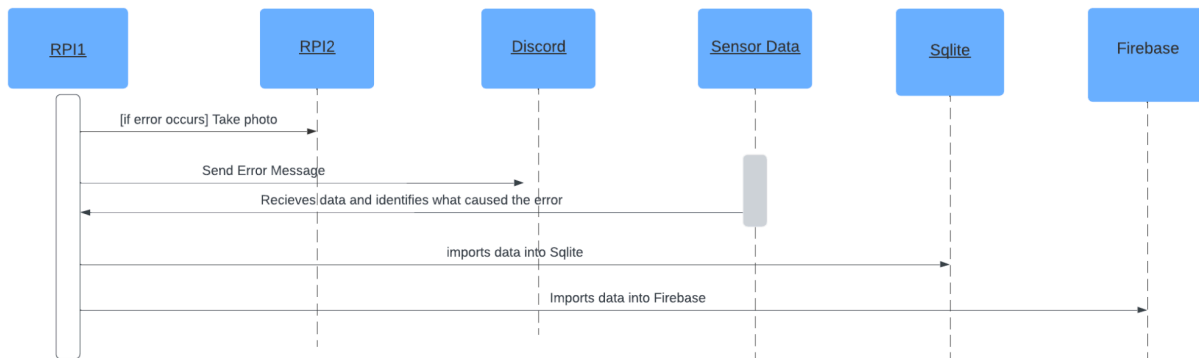 RPI1
RPI2
Discord
Sensor Data
Sqlite
Firebase
[if error occurs] Take photo
Send Error Message
Recieves data and identifies what caused the error
imports data into Sqlite
Imports data into Firebase